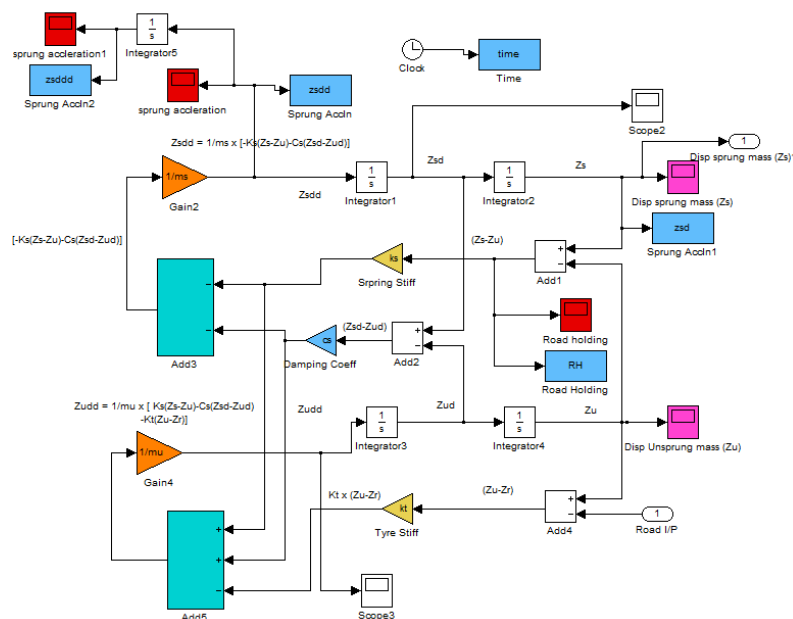 1
s
sprung accleration1
Integrator5
zsddd
Sprung Accln2
sprung accleration
zsdd
Sprung Accln
Clock
time
Time
Scope2
1
Disp sprung mass (Zs)1
Zsdd = 1/ms x [-Ks(Zs-Zu)-Cs(Zsd-Zud)]
1/ms
Gain2
Zsdd
1
s
Integrator1
Zsd
1
s
Integrator2
Zs
Disp sprung mass (Zs)
zsd
Sprung Accln1
[-Ks(Zs-Zu)-Cs(Zsd-Zud)]
(Zs-Zu)
+
−
Add1
ks
Srpring Stiff
−
−
Add3
cs
Damping Coeff
(Zsd-Zud)
+
−
Add2
Road holding
RH
Road Holding
Zudd = 1/mu x [ Ks(Zs-Zu)-Cs(Zsd-Zud)
-Kt(Zu-Zr)]
1/mu
Gain4
Zudd
1
s
Integrator3
Zud
1
s
Integrator4
Zu
Disp Unsprung mass (Zu)
Kt x (Zu-Zr)
kt
Tyre Stiff
(Zu-Zr)
+
−
Add4
1
Road I/P
+
+
−
Add5
Scope3